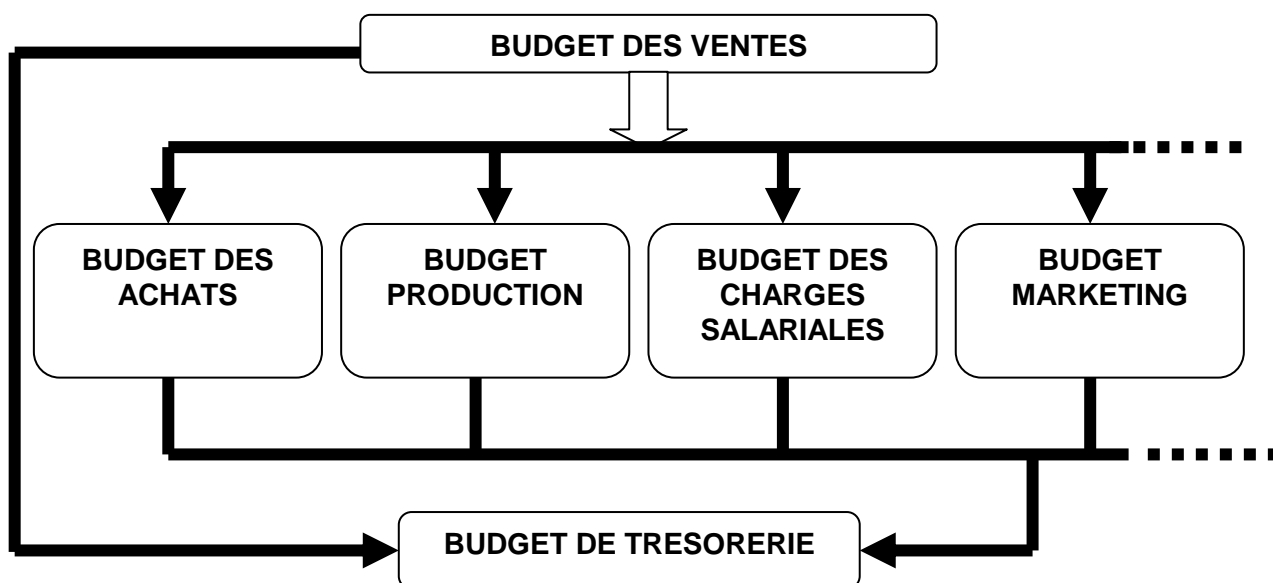 BUDGET DES VENTES
BUDGET DES
ACHATS
BUDGET
PRODUCTION
BUDGET DES
CHARGES
SALARIALES
BUDGET
MARKETING
BUDGET DE TRESORERIE